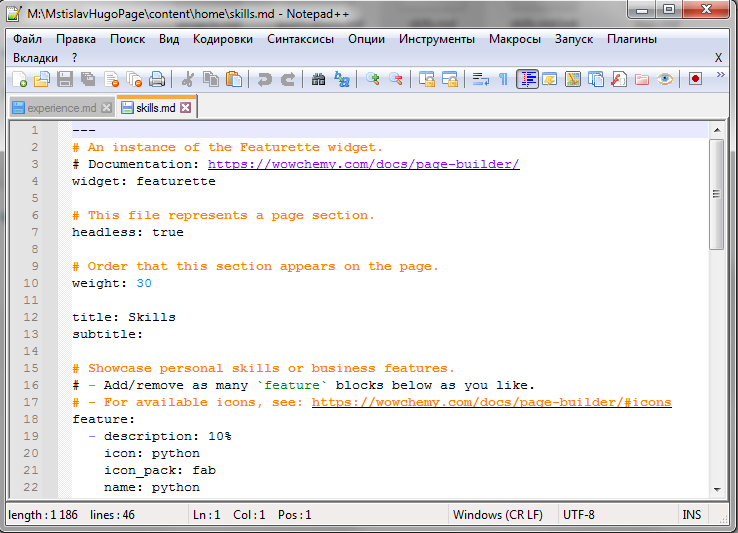 M:\MstislavHugoPage\content\home\skills.md - Notepad++
Файл Правка Поиск Вид Кодировки Синтаксисы Опции Инструменты Макросы Запуск Плагины
Вкладки ? X
experience.md skills.md
1 ---
2 # An instance of the Featurette widget.
3 # Documentation: https://wowchemy.com/docs/page-builder/
4 widget: featurette
5
6 # This file represents a page section.
7 headless: true
8
9 # Order that this section appears on the page.
10 weight: 30
11
12 title: Skills
13 subtitle:
14
15 # Showcase personal skills or business features.
16 # - Add/remove as many `feature` blocks below as you like.
17 # - For available icons, see: https://wowchemy.com/docs/page-builder/#icons
18 feature:
19 - description: 10%
20 icon: python
21 icon_pack: fab
22 name: python
length : 1 186 lines : 46 Ln : 1 Col : 1 Pos : 1 Windows (CR LF) UTF-8 INS